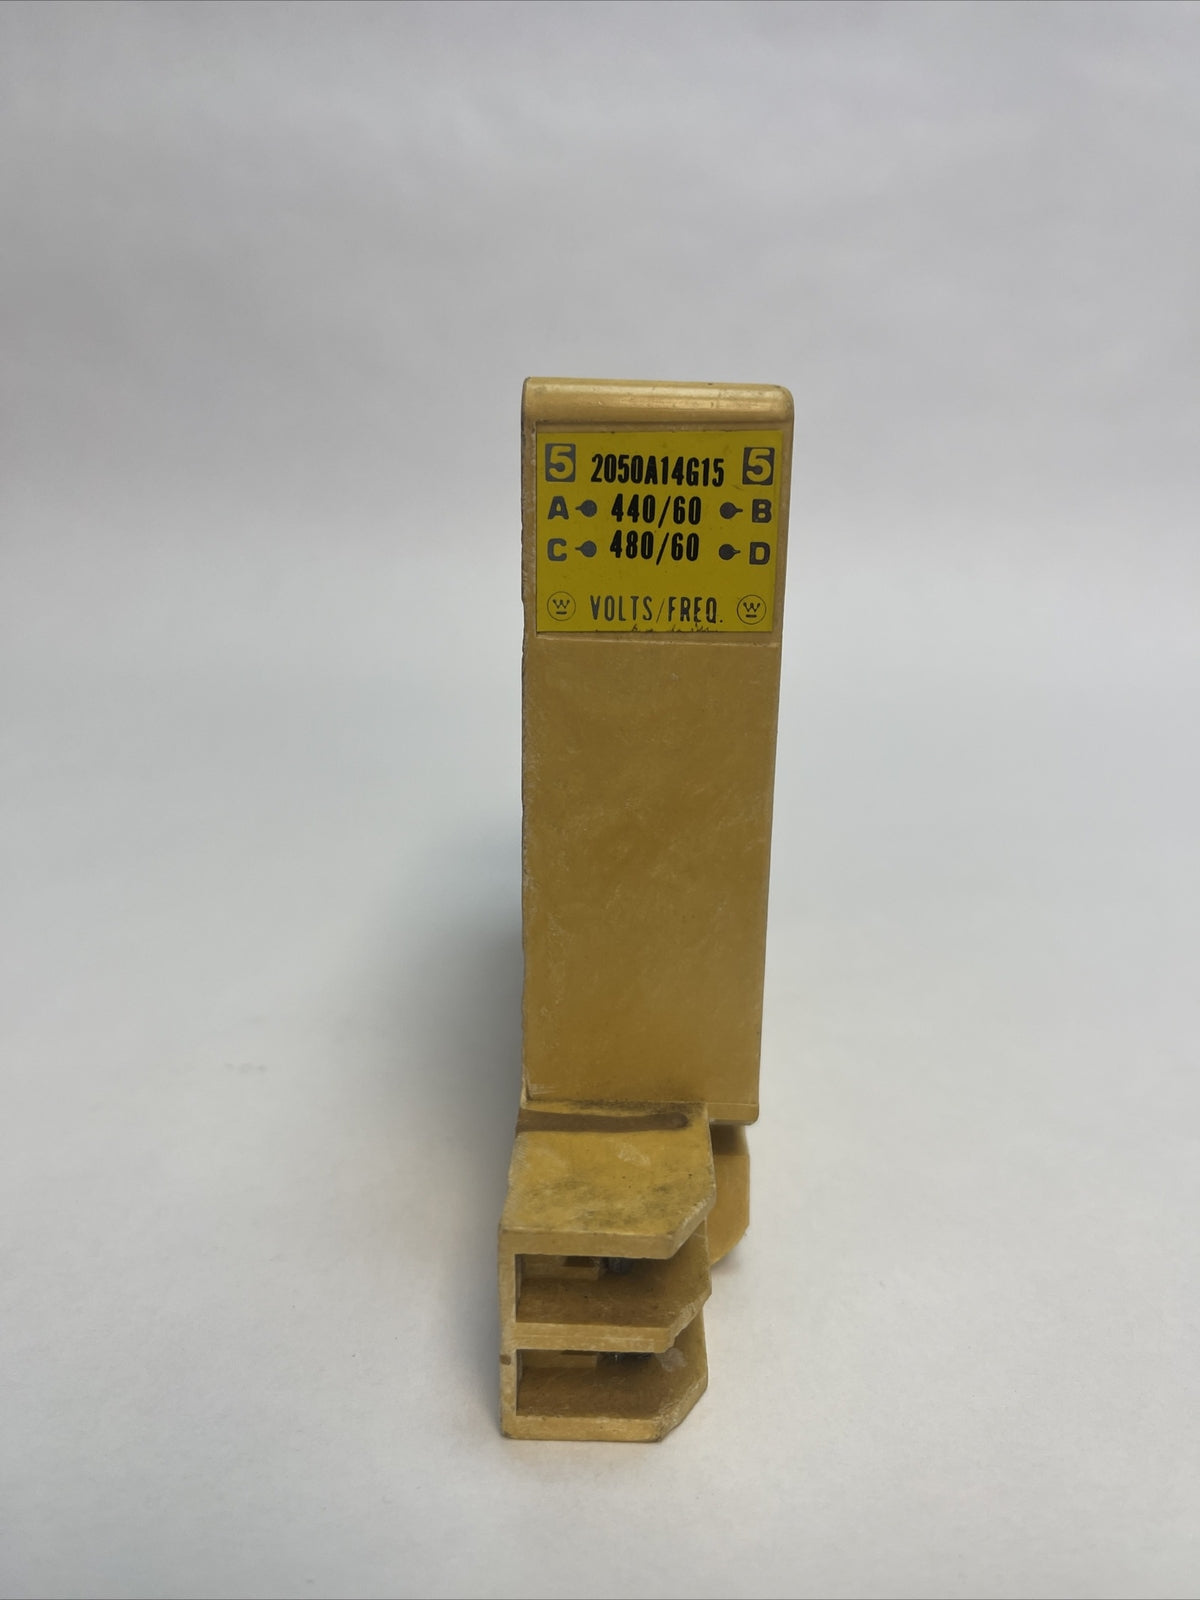 5 2050A14G15 5
A 440/60 B
C 480/60 D
W VOLTS/FREQ. W